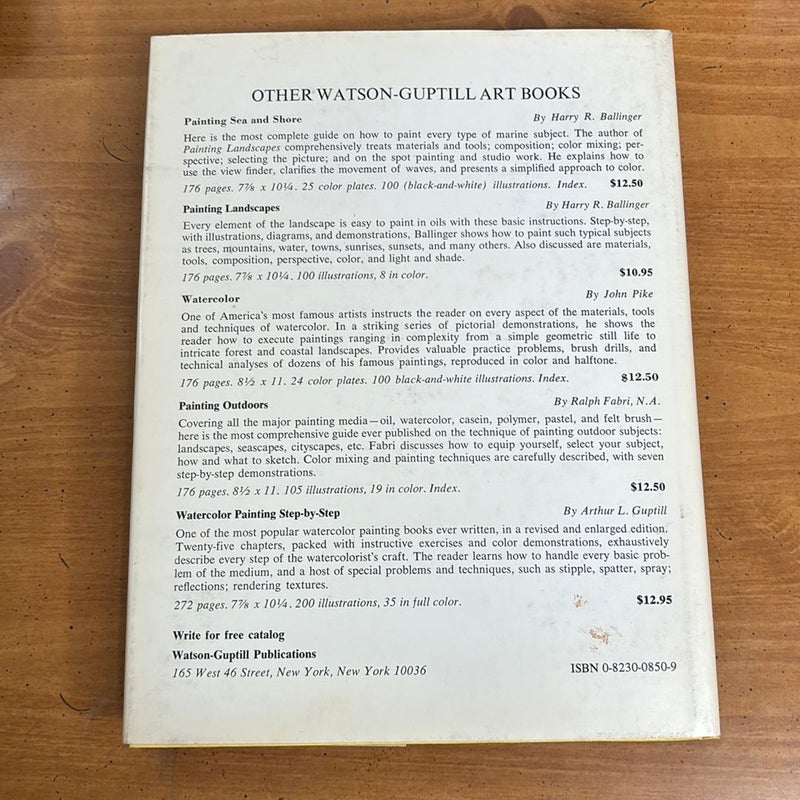 OTHER WATSON-GUPTILL ART BOOKS
Painting Sea and Shore By Harry R. Ballinger
Here is the most complete guide on how to paint every type of marine subject. The author of
Painting Landscapes comprehensively treats materials and tools; composition; color mixing; per-
spective; selecting the picture; and on the spot painting and studio work. He explains how to
use the view finder, clarifies the movement of waves, and presents a simplified approach to color.
176 pages. 7⅞ x 10¼. 25 color plates. 100 (black-and-white) illustrations. Index. $12.50
Painting Landscapes By Harry R. Ballinger
Every element of the landscape is easy to paint in oils with these basic instructions. Step-by-step,
with illustrations, diagrams, and demonstrations, Ballinger shows how to paint such typical subjects
as trees, mountains, water, towns, sunrises, sunsets, and many others. Also discussed are materials,
tools, composition, perspective, color, and light and shade.
176 pages. 7⅞ x 10¼. 100 illustrations, 8 in color. $10.95
Watercolor By John Pike
One of America's most famous artists instructs the reader on every aspect of the materials, tools
and techniques of watercolor. In a striking series of pictorial demonstrations, he shows the
reader how to execute paintings ranging in complexity from a simple geometric still life to
intricate forest and coastal landscapes. Provides valuable practice problems, brush drills, and
technical analyses of dozens of his famous paintings, reproduced in color and halftone.
176 pages. 8½ x 11. 24 color plates. 100 black-and-white illustrations. Index. $12.50
Painting Outdoors By Ralph Fabri, N.A.
Covering all the major painting media—oil, watercolor, casein, polymer, pastel, and felt brush—
here is the most comprehensive guide ever published on the technique of painting outdoor subjects:
landscapes, seascapes, cityscapes, etc. Fabri discusses how to equip yourself, select your subject,
how and what to sketch. Color mixing and painting techniques are carefully described, with seven
step-by-step demonstrations.
176 pages. 8½ x 11. 105 illustrations, 19 in color. Index. $12.50
Watercolor Painting Step-by-Step By Arthur L. Guptill
One of the most popular watercolor painting books ever written, in a revised and enlarged edition.
Twenty-five chapters, packed with instructive exercises and color demonstrations, exhaustively
describe every step of the watercolorist's craft. The reader learns how to handle every basic prob-
lem of the medium, and a host of special problems and techniques, such as stipple, spatter, spray;
reflections; rendering textures.
272 pages. 7⅞ x 10¼. 200 illustrations, 35 in full color. $12.95
Write for free catalog
Watson-Guptill Publications
165 West 46 Street, New York, New York 10036 ISBN 0-8230-0850-9